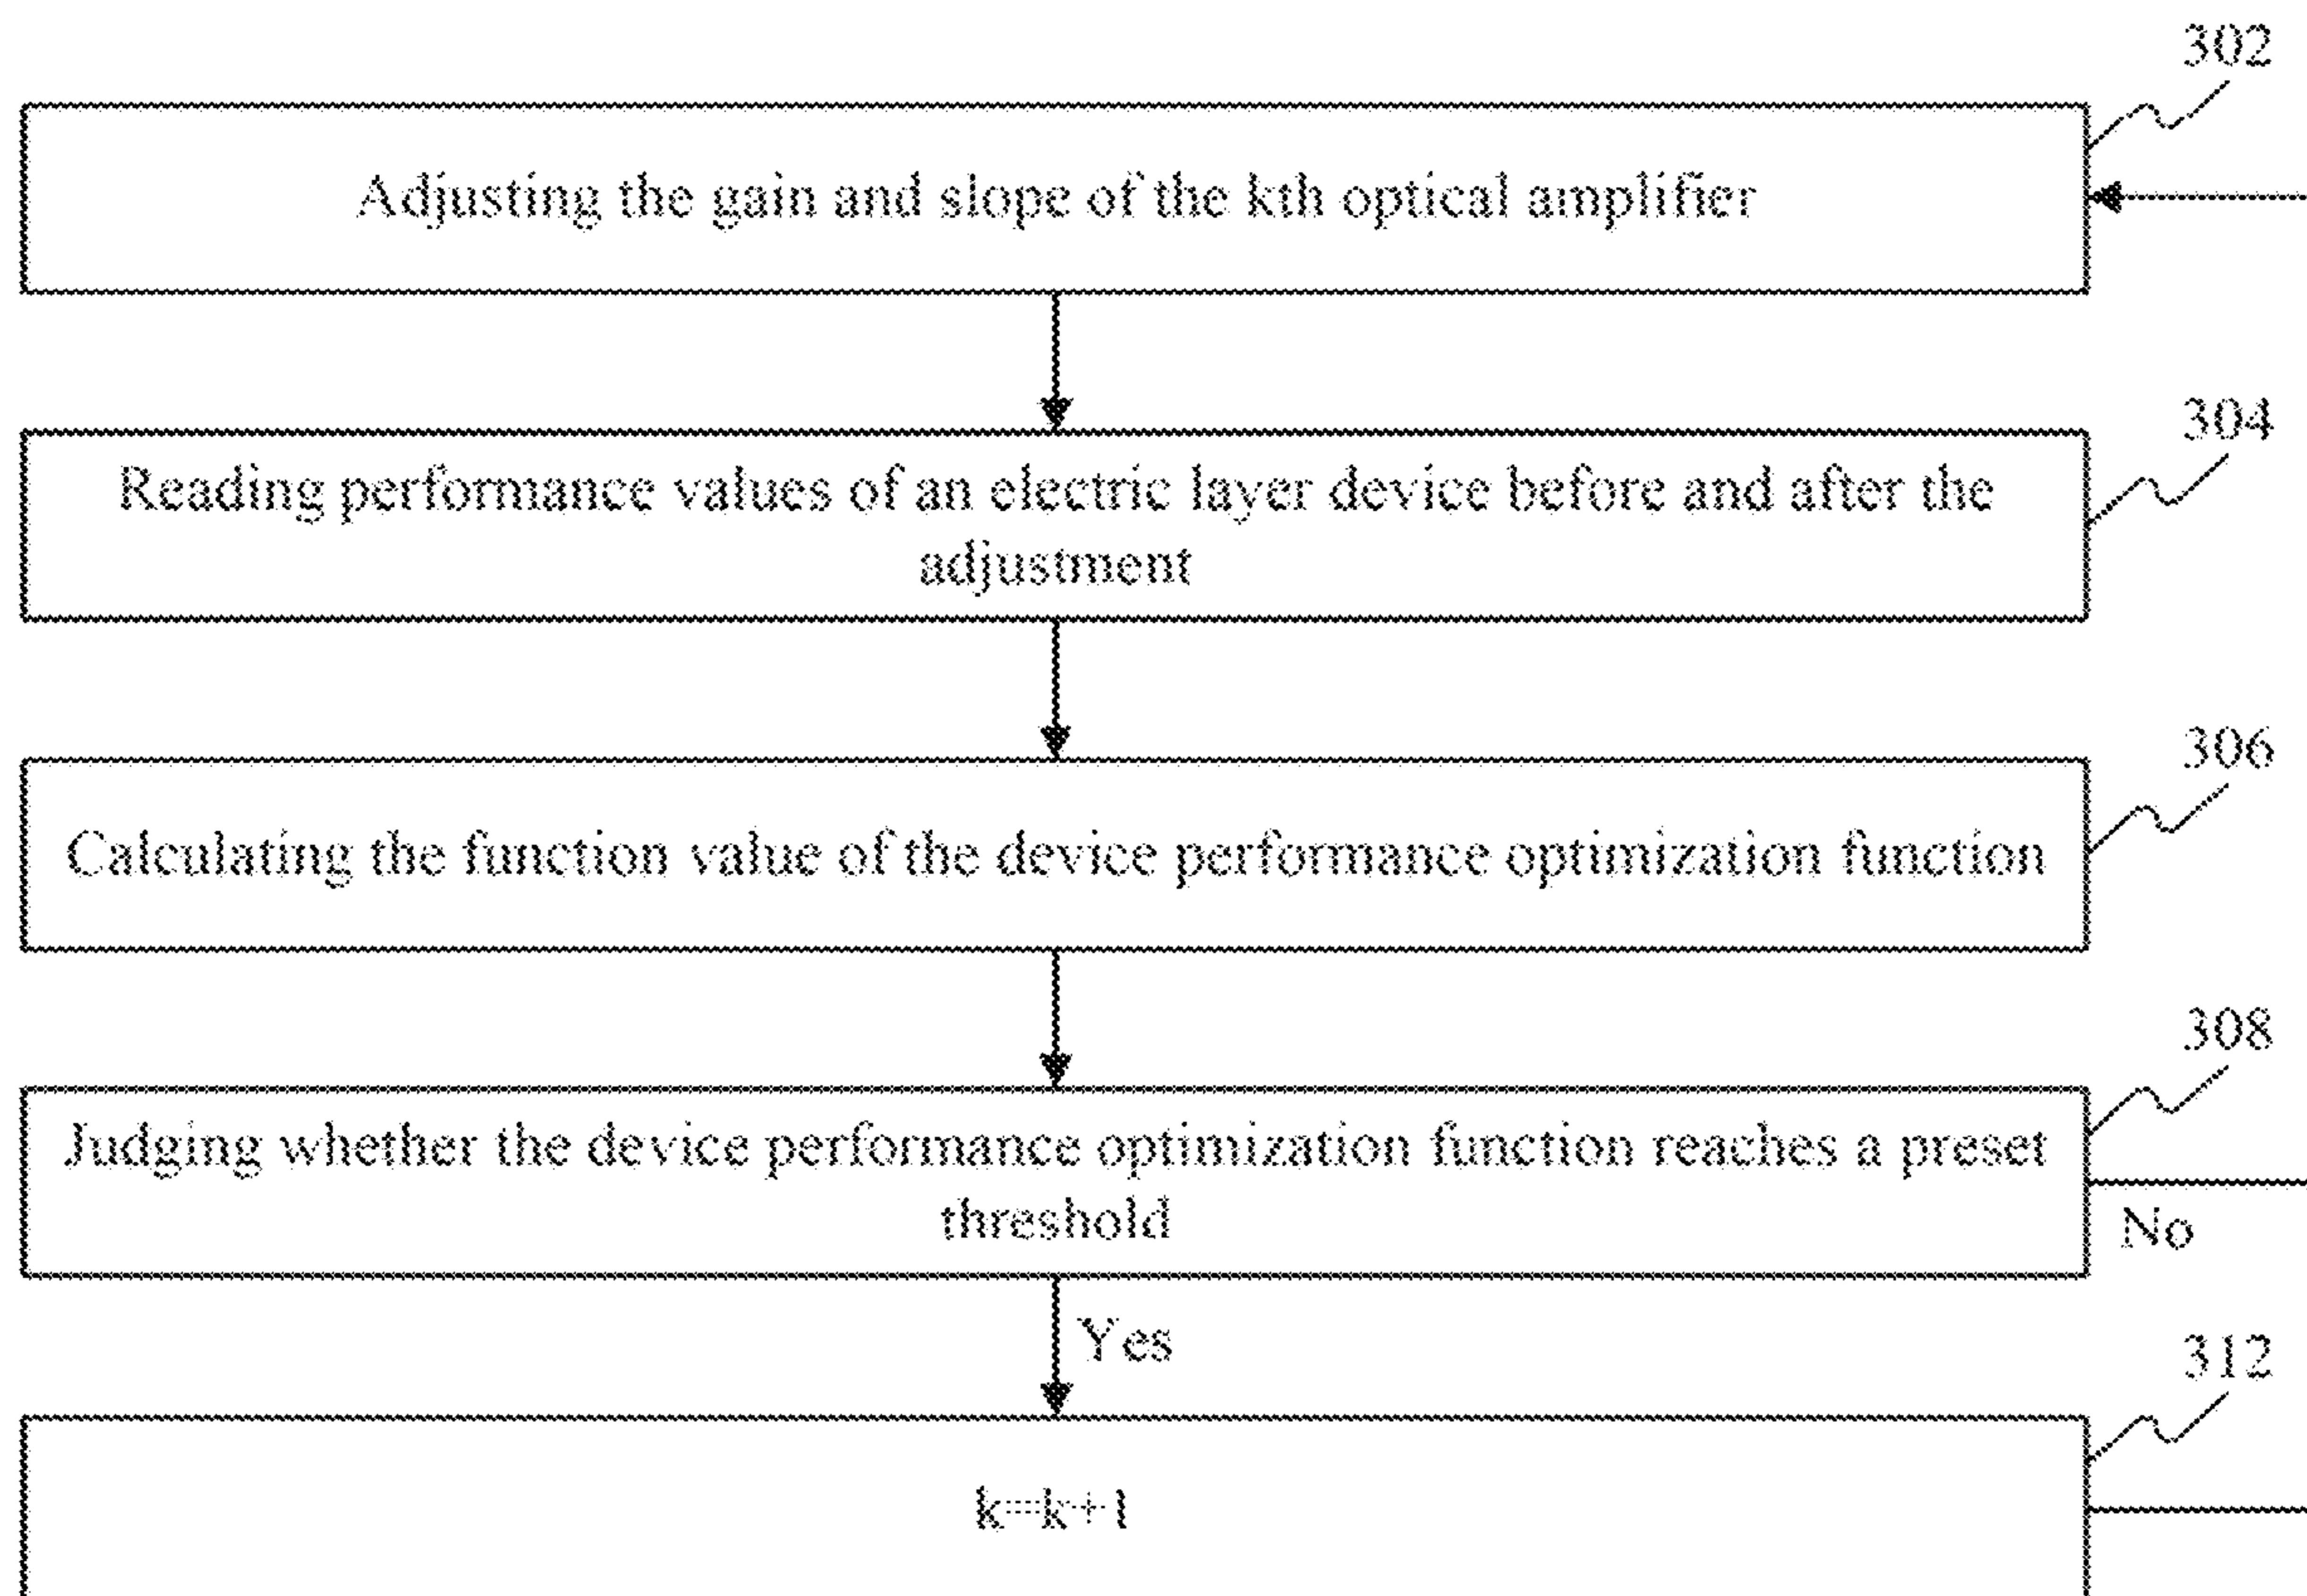 302
Adjusting the gain and slope of the kth optical amplifier
304
Reading performance values of an electric layer device before and after the
adjustment
306
Calculating the function value of the device performance optimization function
308
Judging whether the device performance optimization function reaches a preset
threshold
No
Yes
312
k=k+1